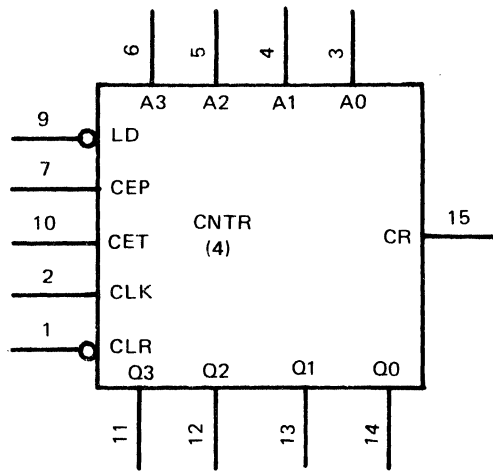 6 5 4 3
A3 A2 A1 A0
9 LD
7 CEP
10 CET
CNTR
(4)
CR 15
2 CLK
1 CLR
Q3 Q2 Q1 Q0
11 12 13 14